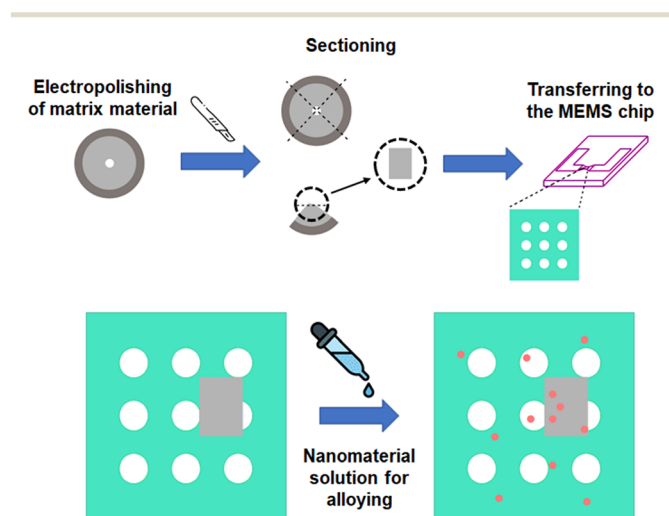 Sectioning
Electropolishing
of matrix material
Transferring to
the MEMS chip
Nanomaterial
solution for
alloying